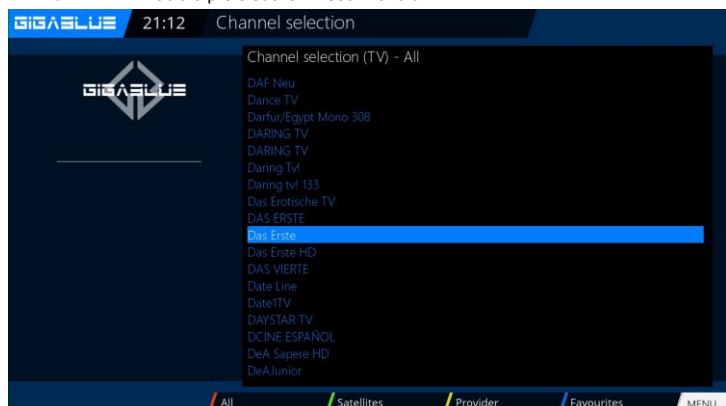 GIGABLUE 21:12 Channel selection
GIGABLUE
Channel selection (TV) - All
DAF Neu
Dance TV
Darfur/Egypt Mono 308
DARING TV
DARING TV
Daring Tv!
Daring tv! 133
Das Erotische TV
DAS ERSTE
Das Erste
Das Erste HD
DAS VIERTE
Date Line
Date1TV
DAYSTAR TV
DCINE ESPAÑOL
DeA Sapere HD
DeAJunior
All Satellites Provider Favourites MENU